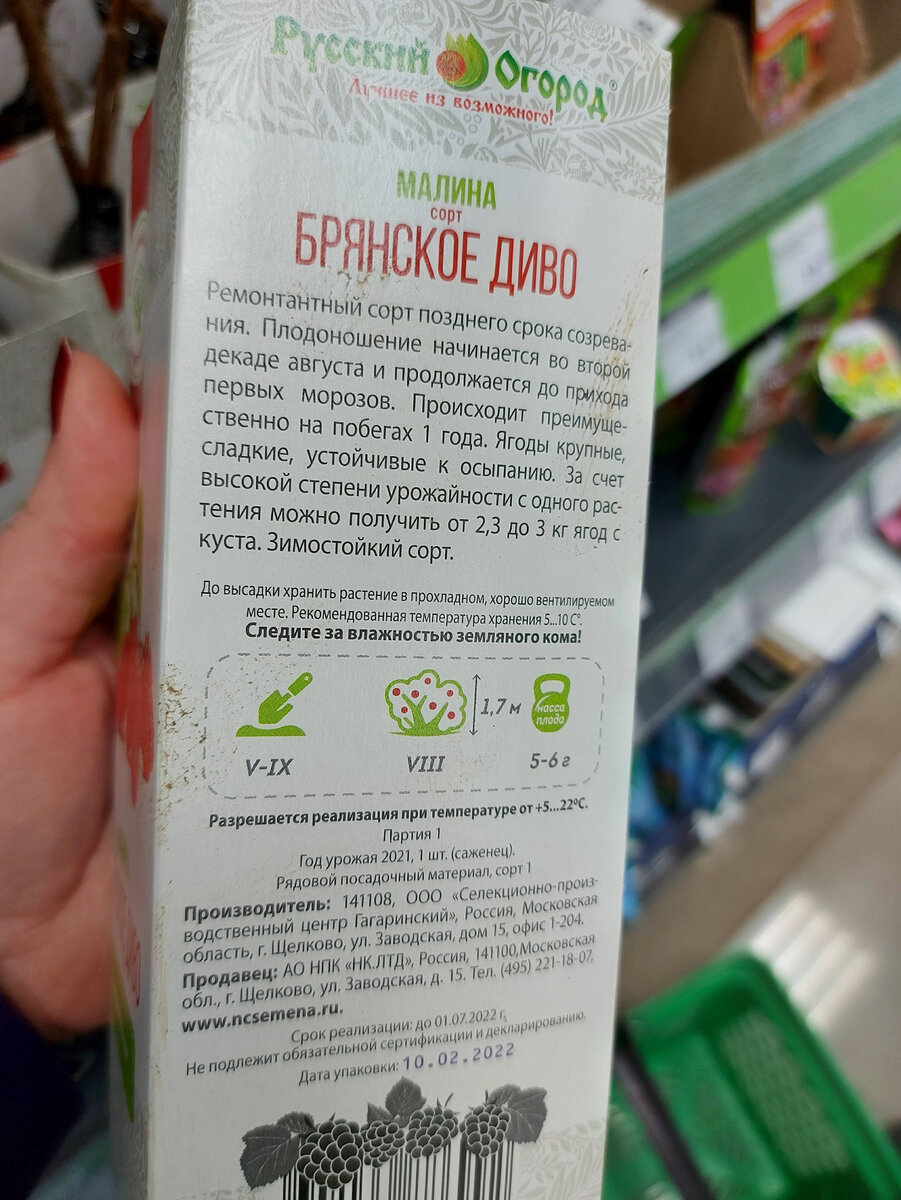 Русский Огород®
Лучшее из возможного!
МАЛИНА
сорт
БРЯНСКОЕ ДИВО
Ремонтантный сорт позднего срока созрева-
ния. Плодоношение начинается во второй
декаде августа и продолжается до прихода
первых морозов. Происходит преимуще-
ственно на побегах 1 года. Ягоды крупные,
сладкие, устойчивые к осыпанию. За счет
высокой степени урожайности с одного рас-
тения можно получить от 2,3 до 3 кг ягод с
куста. Зимостойкий сорт.
До высадки хранить растение в прохладном, хорошо вентилируемом
месте. Рекомендованная температура хранения 5...10 С°.
Следите за влажностью земляного кома!
1,7 м
масса
плода
V-IX VIII 5-6 г
Разрешается реализация при температуре от +5...22⁰С.
Партия 1
Год урожая 2021, 1 шт. (саженец).
Рядовой посадочный материал, сорт 1
Производитель: 141108, ООО «Селекционно-произ-
водственный центр Гагаринский», Россия, Московская
область, г. Щелково, ул. Заводская, дом 15, офис 1-204.
Продавец: АО НПК «НК.ЛТД», Россия, 141100,Московская
обл., г. Щелково, ул. Заводская, д. 15. Тел. (495) 221-18-07,
www.ncsemena.ru.
Срок реализации: до 01.07.2022 г,
Не подлежит обязательной сертификации и декларированию.
Дата упаковки: 10.02.2022